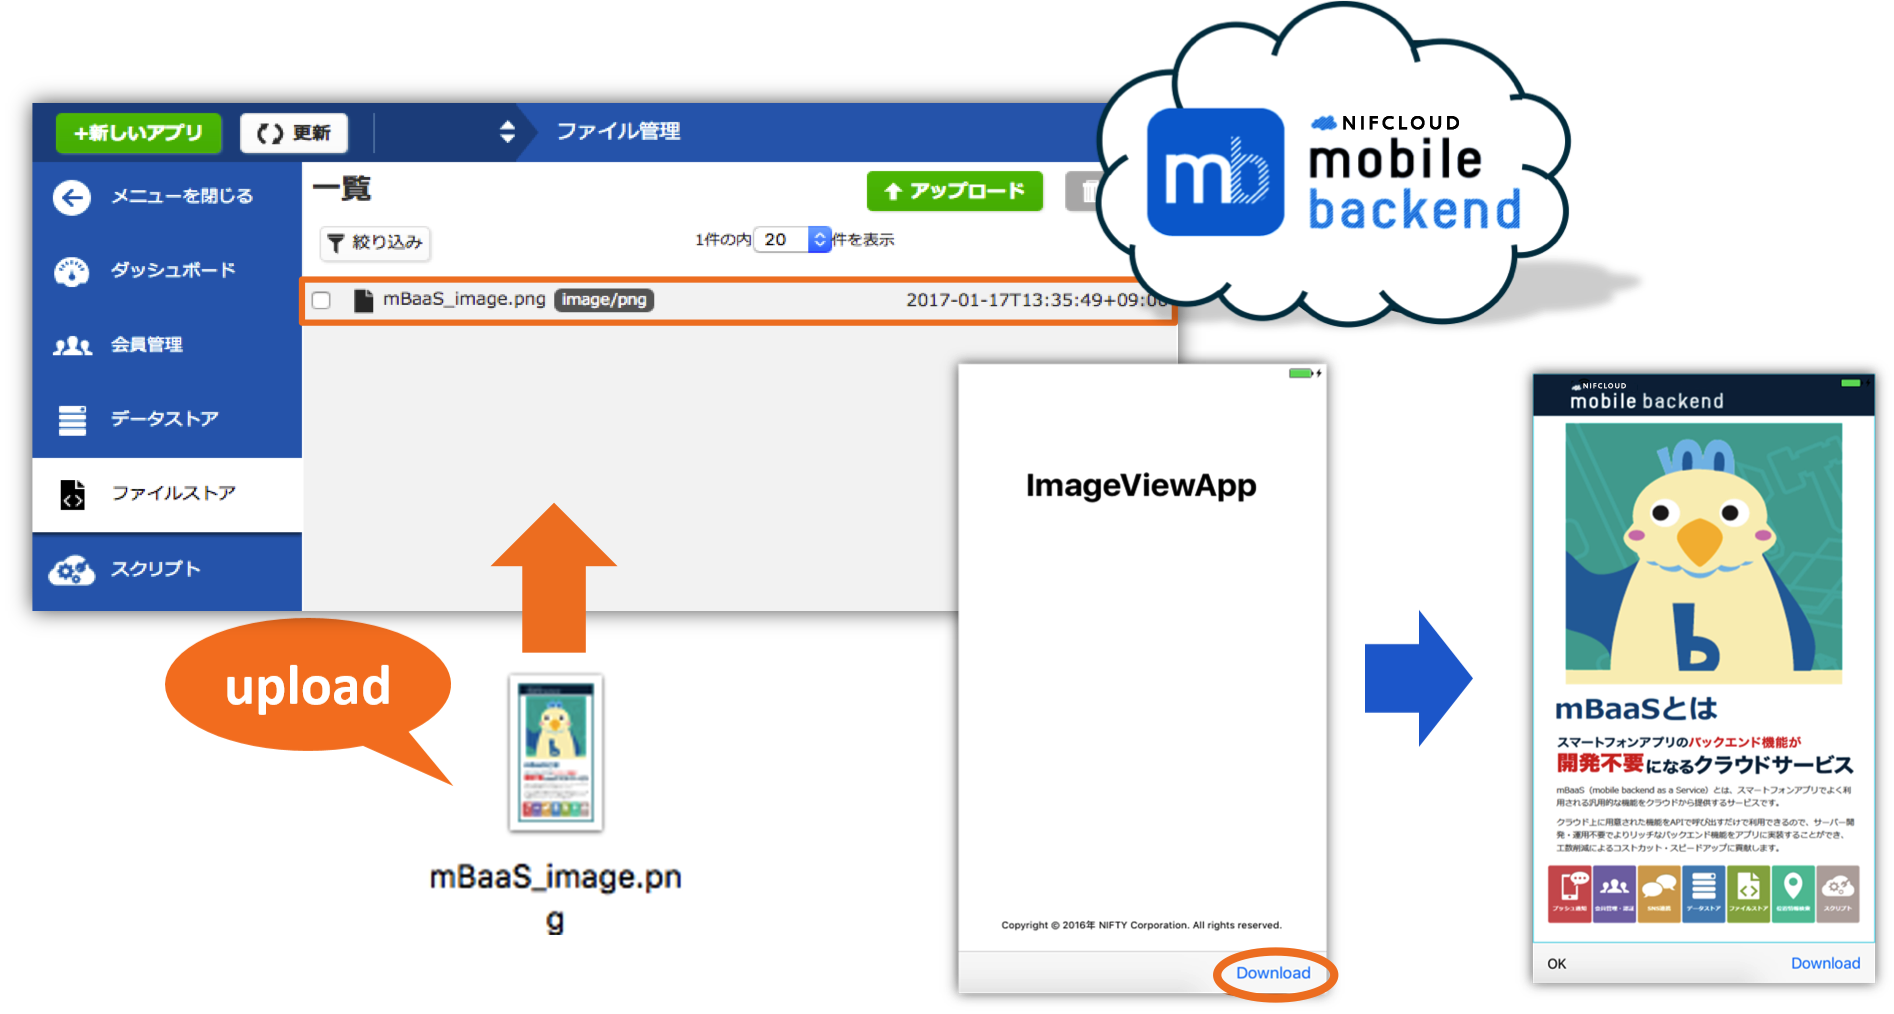 +新しいアプリ
更新
ファイル管理
メニューを閉じる
ダッシュボード
会員管理
データストア
ファイルストア
スクリプト
一覧
アップロード
絞り込み
1件の内 20 件を表示
mBaaS_image.png image/png 2017-01-17T13:35:49+09:00
NIFCLOUD
mobile
backend
mb
upload
mBaaS_image.pn
g
ImageViewApp
Copyright © 2016年 NIFTY Corporation. All rights reserved.
Download
NIFCLOUD
mobile backend
b
mBaaSとは
スマートフォンアプリのバックエンド機能が
開発不要になるクラウドサービス
mBaaS（mobile backend as a Service）とは、スマートフォンアプリでよく利
用される汎用的な機能をクラウドから提供するサービスです。
クラウド上に用意された機能をAPIで呼び出すだけで利用できるので、サーバー開
発・運用不要でよりリッチなバックエンド機能をアプリに実装することができ、
工数削減によるコストカット・スピードアップに貢献します。
プッシュ通知 会員管理・認証 SNS連携 データストア ファイルストア 位置情報検索 スクリプト
OK
Download